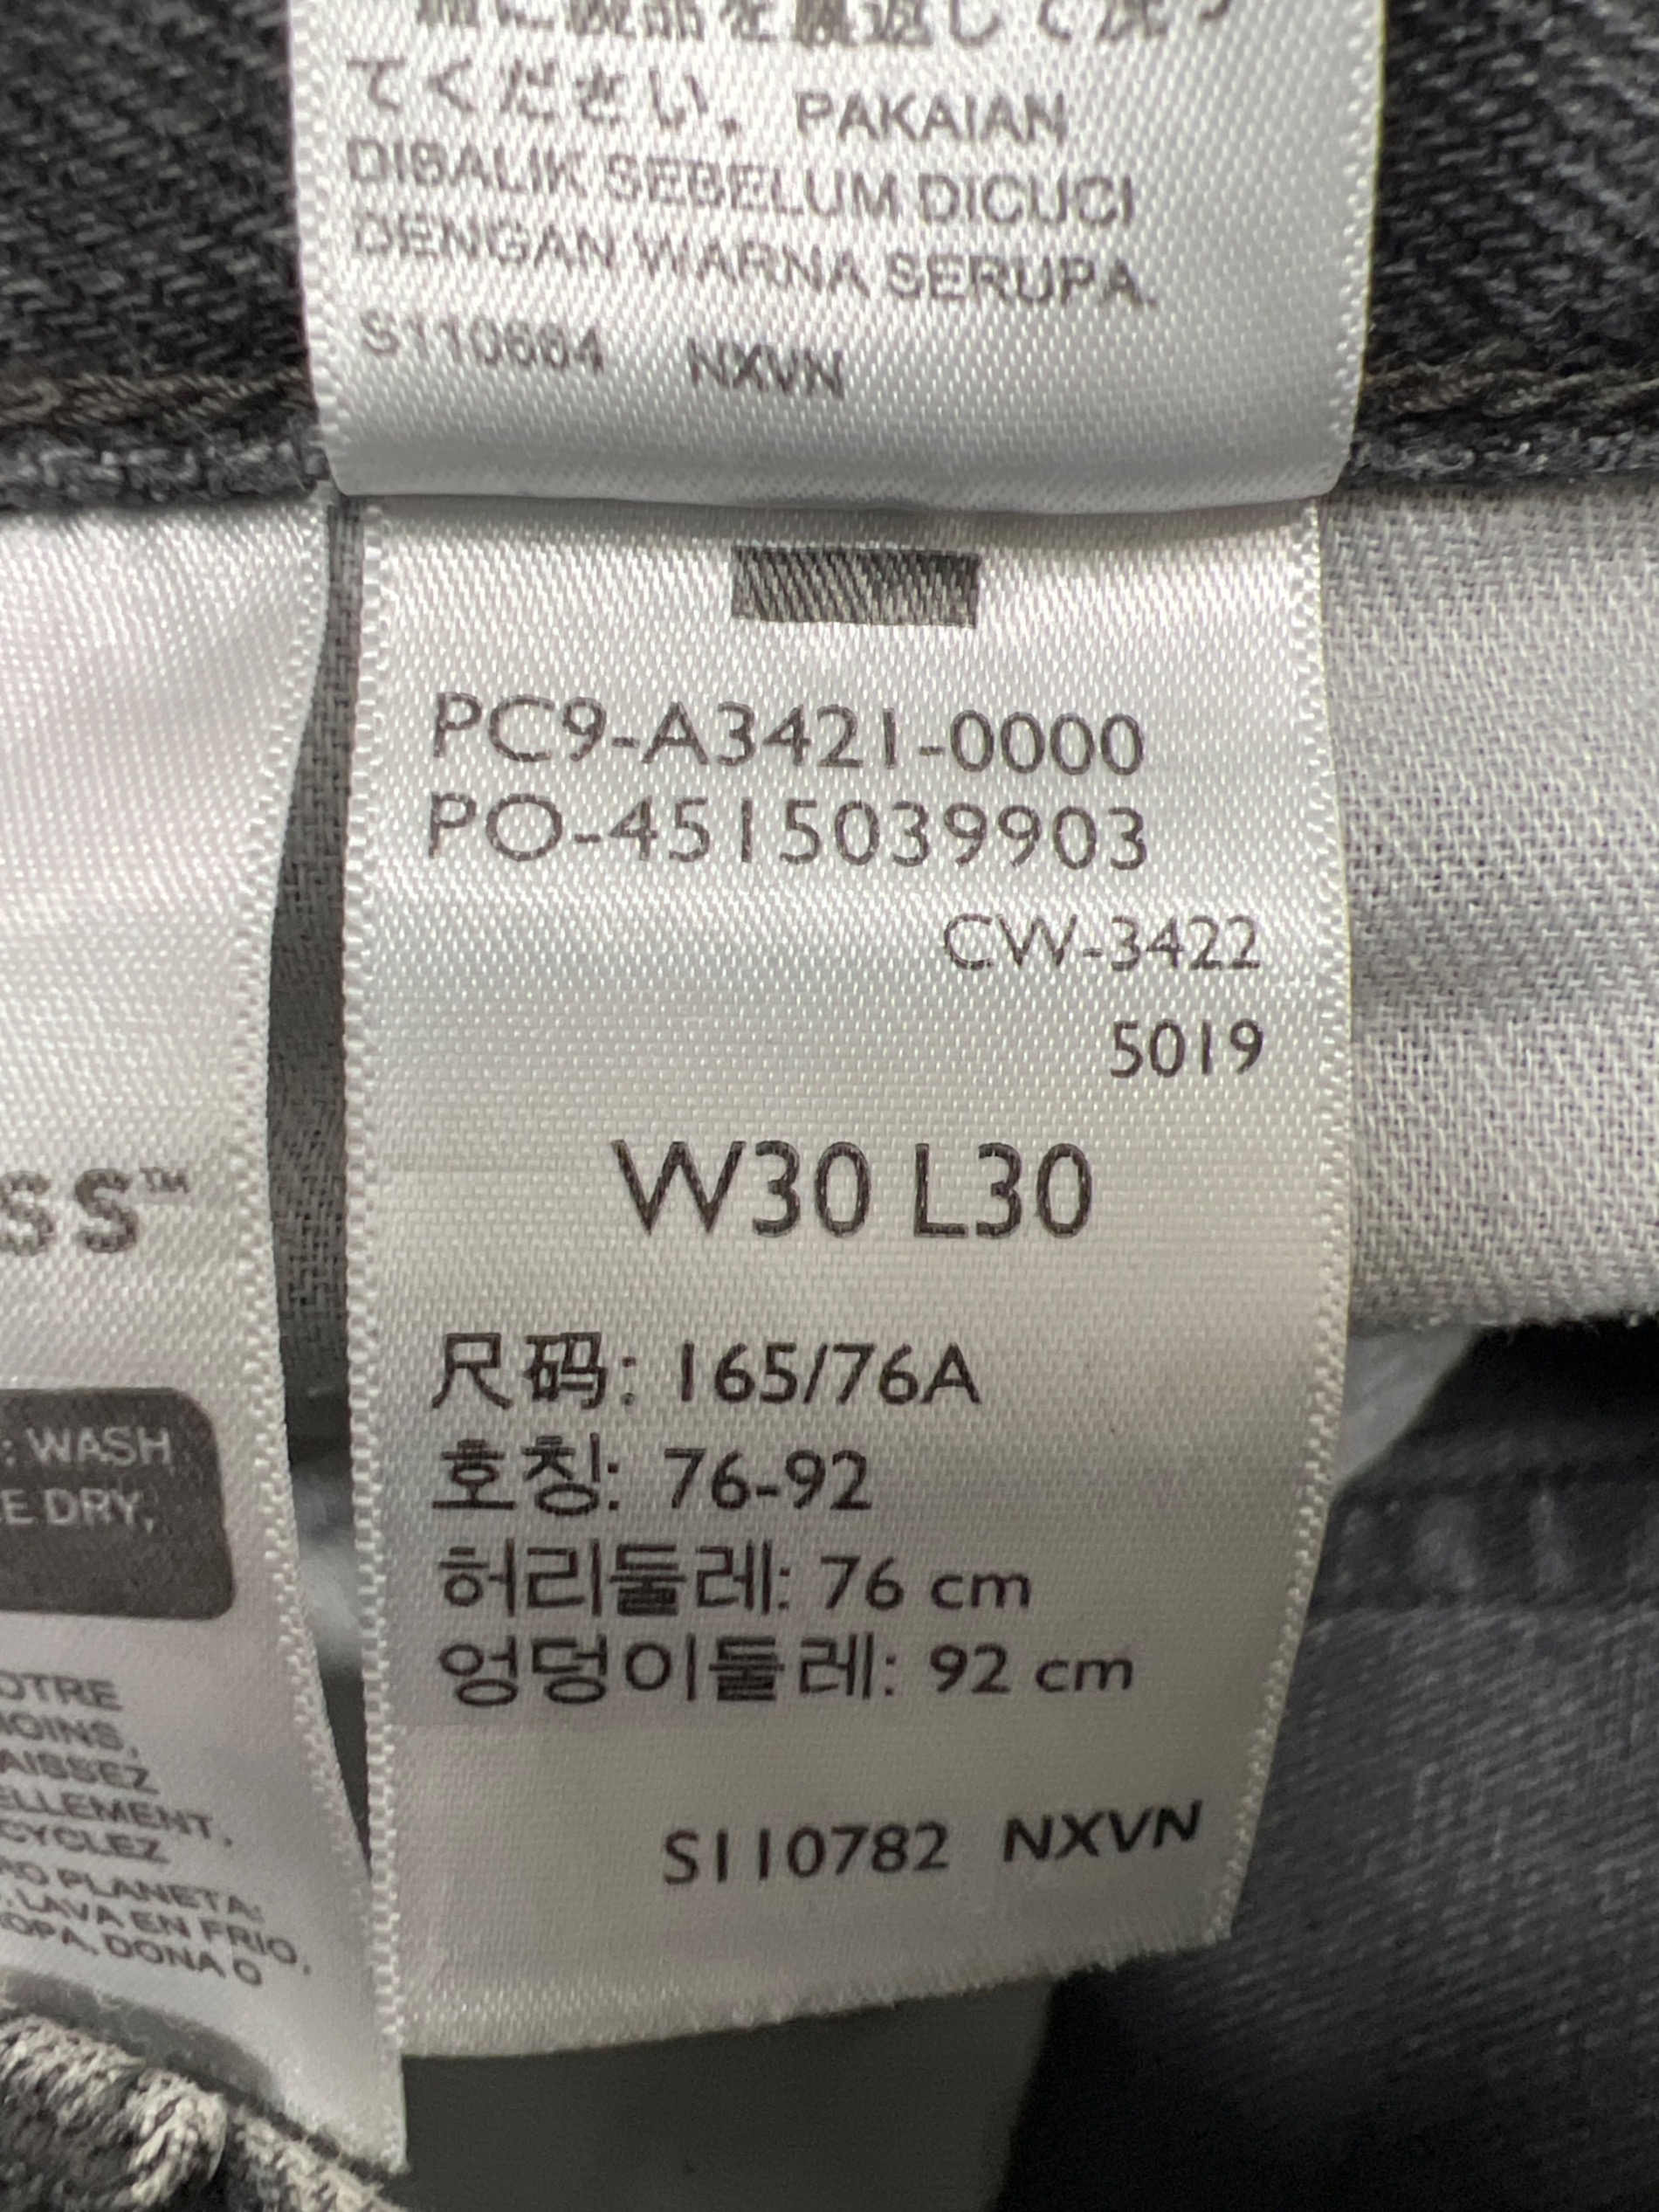 てください。 PAKAIAN
DIBALIK SEBELUM DICUCI
DENGAN WARNA SERUPA.
S110664 NXVN
PC9-A3421-0000
PO-4515039903
CW-3422
5019
W30 L30
尺码: 165/76A
호칭: 76-92
허리둘레: 76 cm
엉덩이둘레: 92 cm
S110782 NXVN
SS™
: WASH
E DRY,
OTRE
MOINS,
AISSEZ
ELLEMENT,
CYCLEZ
PLANETA:
LAVA EN FRIO,
OPA, DONA O